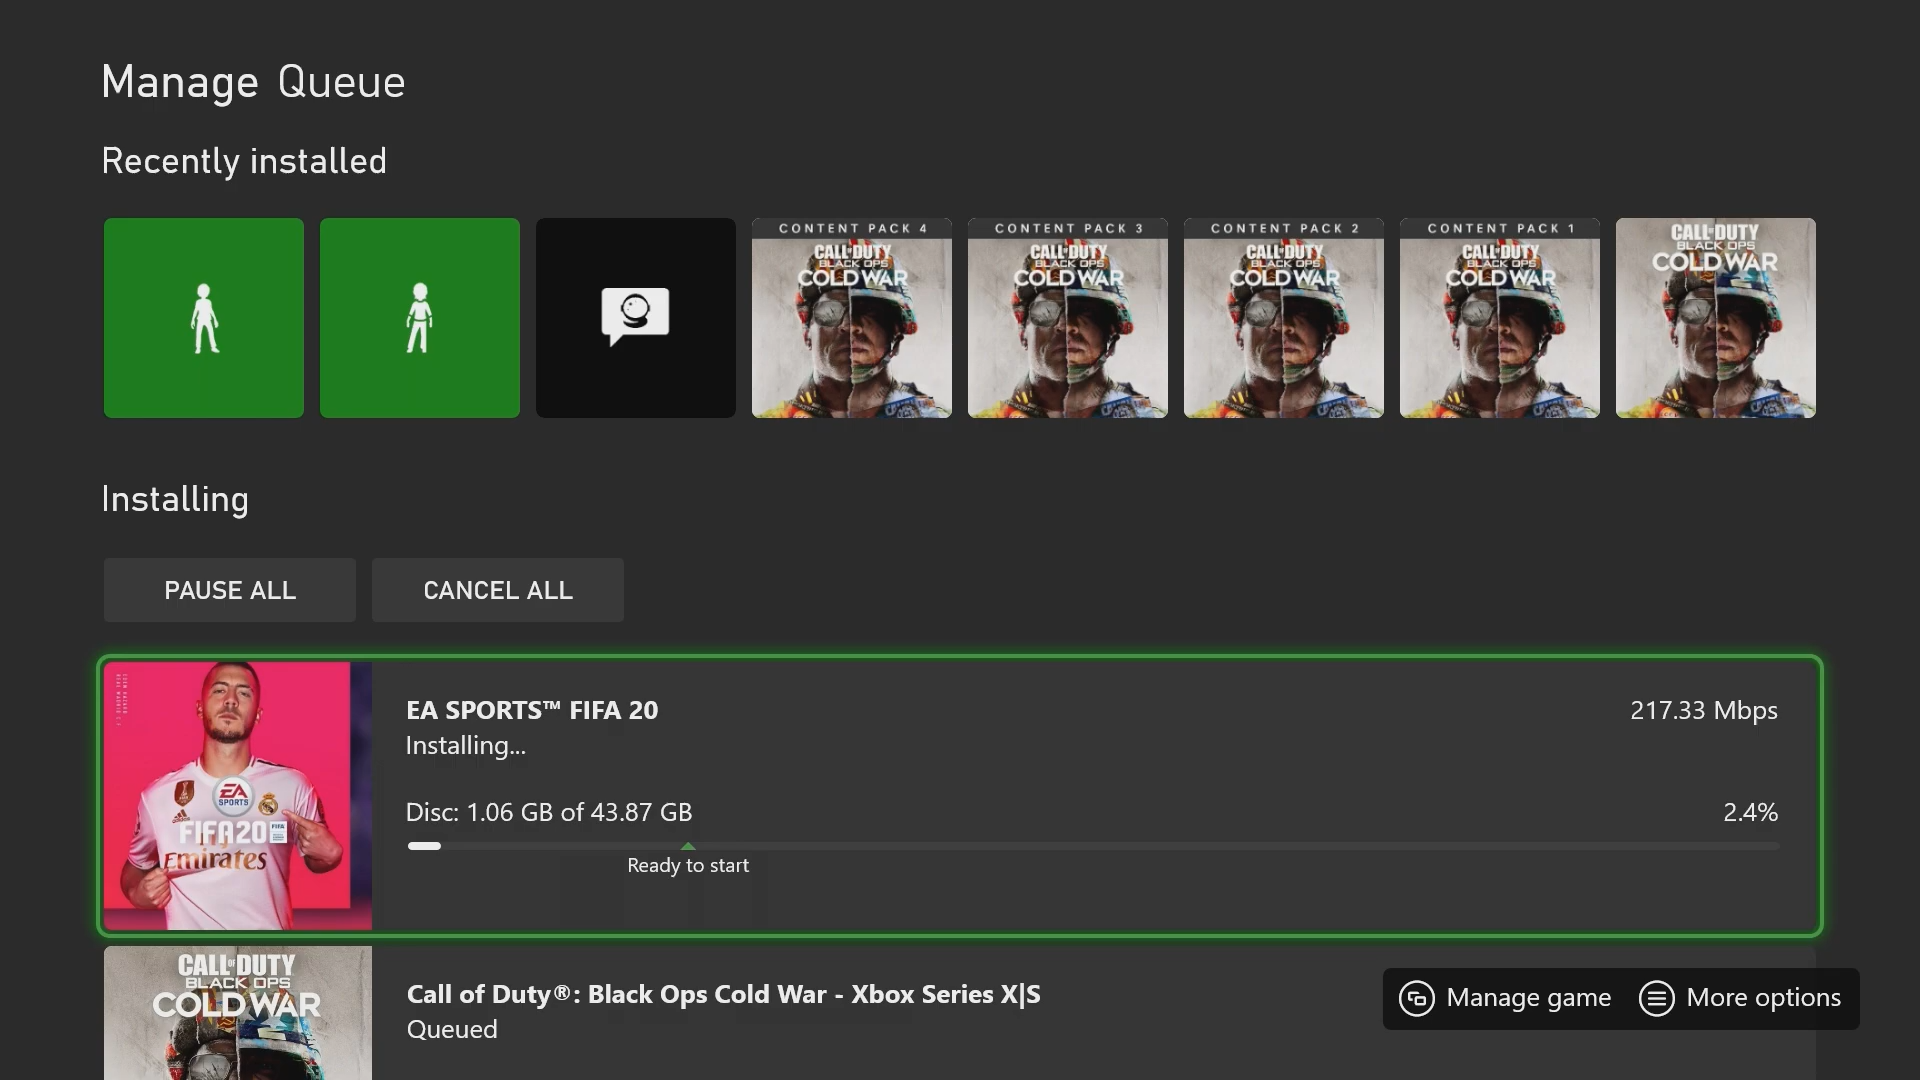 Manage Queue
Recently installed
CONTENT PACK 4
CALL OF DUTY
BLACK OPS
COLD WAR
CONTENT PACK 3
CALL OF DUTY
BLACK OPS
COLD WAR
CONTENT PACK 2
CALL OF DUTY
BLACK OPS
COLD WAR
CONTENT PACK 1
CALL OF DUTY
BLACK OPS
COLD WAR
CALL OF DUTY
BLACK OPS
COLD WAR
Installing
PAUSE ALL
CANCEL ALL
EA
SPORTS
FIFA 20
FIFA
Emirates
EA SPORTS™ FIFA 20
217.33 Mbps
Installing...
Disc: 1.06 GB of 43.87 GB
2.4%
Ready to start
CALL OF DUTY
BLACK OPS
COLD WAR
Call of Duty®: Black Ops Cold War - Xbox Series X|S
Queued
Manage game
More options